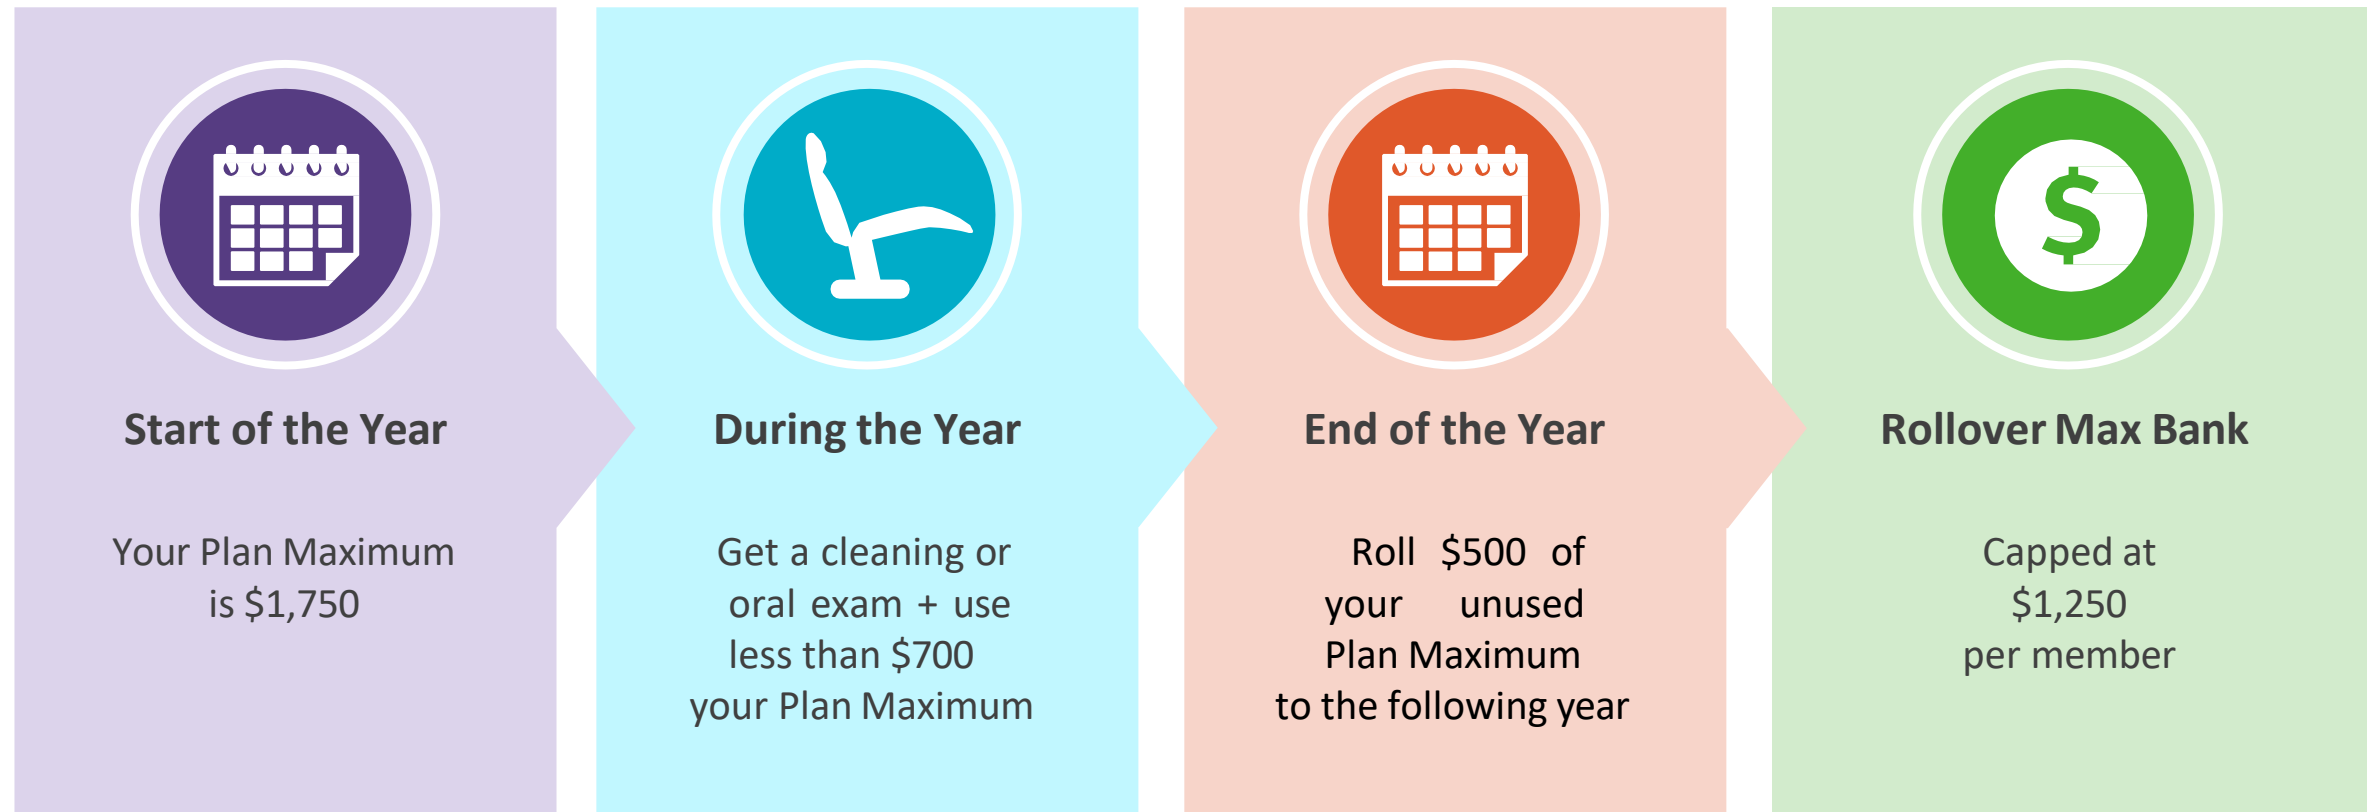 Start of the Year
Your Plan Maximum
is $1,750
During the Year
Get a cleaning or
oral exam + use
less than $700
your Plan Maximum
End of the Year
Roll $500 of
your unused
Plan Maximum
to the following year
Rollover Max Bank
Capped at
$1,250
per member
$